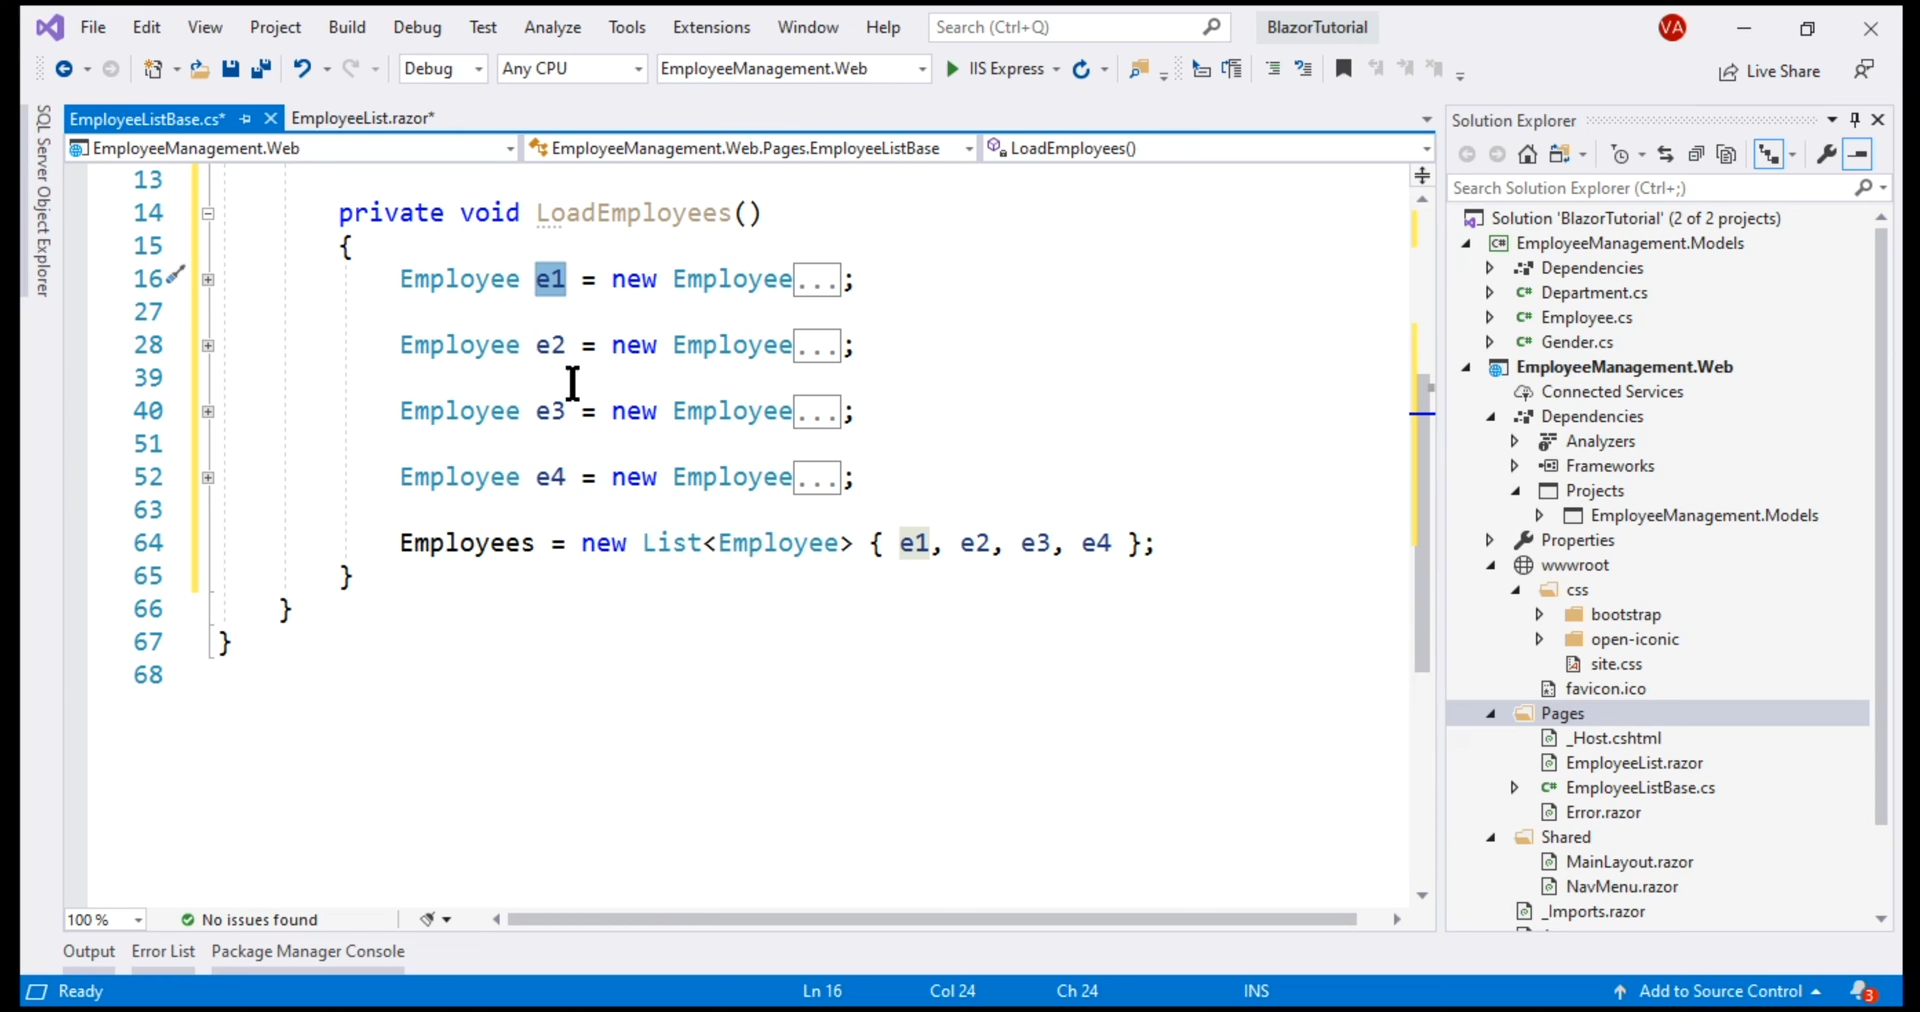 File Edit View Project Build Debug Test Analyze Tools Extensions Window Help Search (Ctrl+Q) BlazorTutorial VA
Debug Any CPU EmployeeManagement.Web IIS Express Live Share
SQL Server Object Explorer
EmployeeListBase.cs* EmployeeList.razor*
EmployeeManagement.Web EmployeeManagement.Web.Pages.EmployeeListBase LoadEmployees()
13
14 private void LoadEmployees()
15 {
16 Employee e1 = new Employee...;
27
28 Employee e2 = new Employee...;
39
40 Employee e3 = new Employee...;
51
52 Employee e4 = new Employee...;
63
64 Employees = new List<Employee> { e1, e2, e3, e4 };
65 }
66 }
67 }
68
100 % No issues found
Output Error List Package Manager Console
Solution Explorer
Search Solution Explorer (Ctrl+;)
Solution 'BlazorTutorial' (2 of 2 projects)
C# EmployeeManagement.Models
Dependencies
C# Department.cs
C# Employee.cs
C# Gender.cs
EmployeeManagement.Web
Connected Services
Dependencies
Analyzers
Frameworks
Projects
EmployeeManagement.Models
Properties
wwwroot
css
bootstrap
open-iconic
site.css
favicon.ico
Pages
_Host.cshtml
EmployeeList.razor
C# EmployeeListBase.cs
Error.razor
Shared
MainLayout.razor
NavMenu.razor
_Imports.razor
Ready Ln 16 Col 24 Ch 24 INS Add to Source Control 3